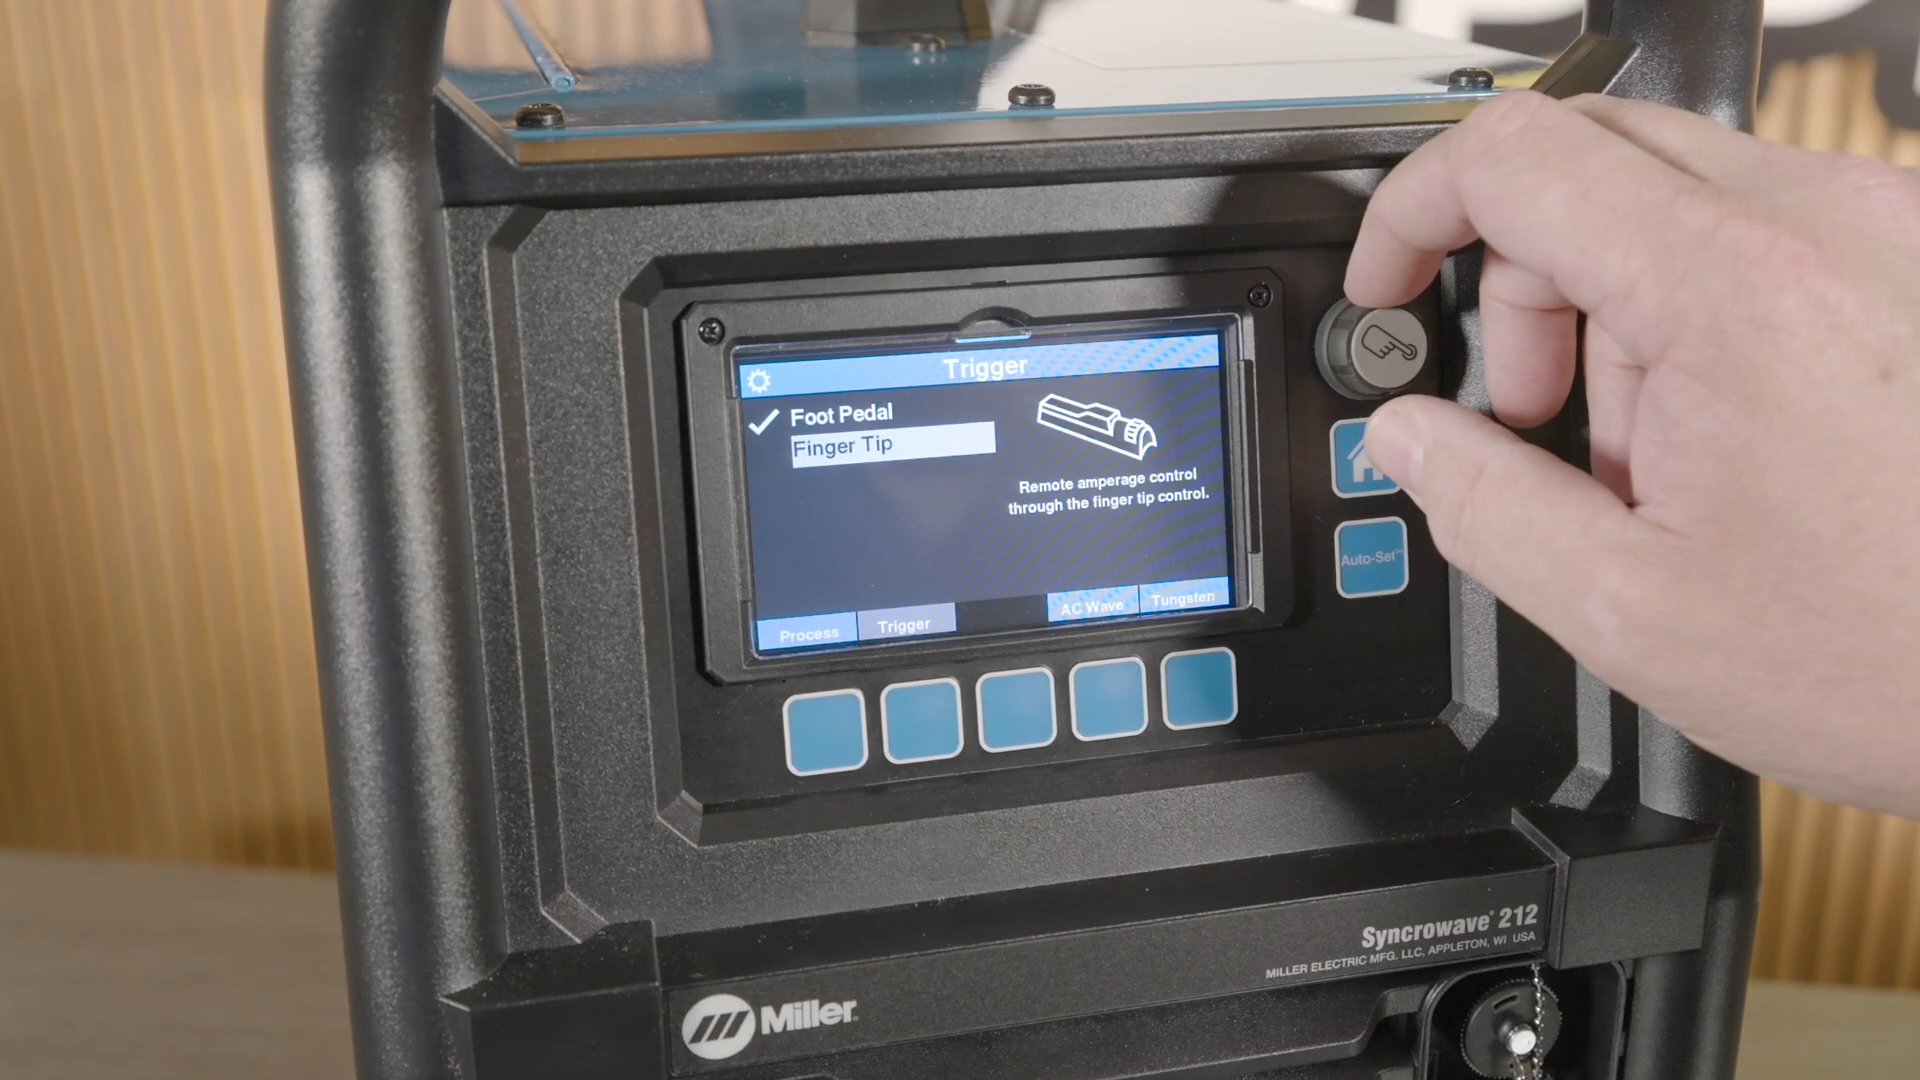 Trigger
Foot Pedal
Finger Tip
Remote amperage control
through the finger tip control.
Process
Trigger
AC Wave
Tungsten
Auto-Set™
Syncrowave® 212
MILLER ELECTRIC MFG. LLC, APPLETON, WI USA
Miller®